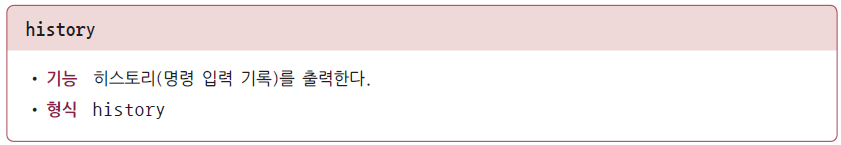 history
• 기능 히스토리(명령 입력 기록)를 출력한다.
• 형식 history